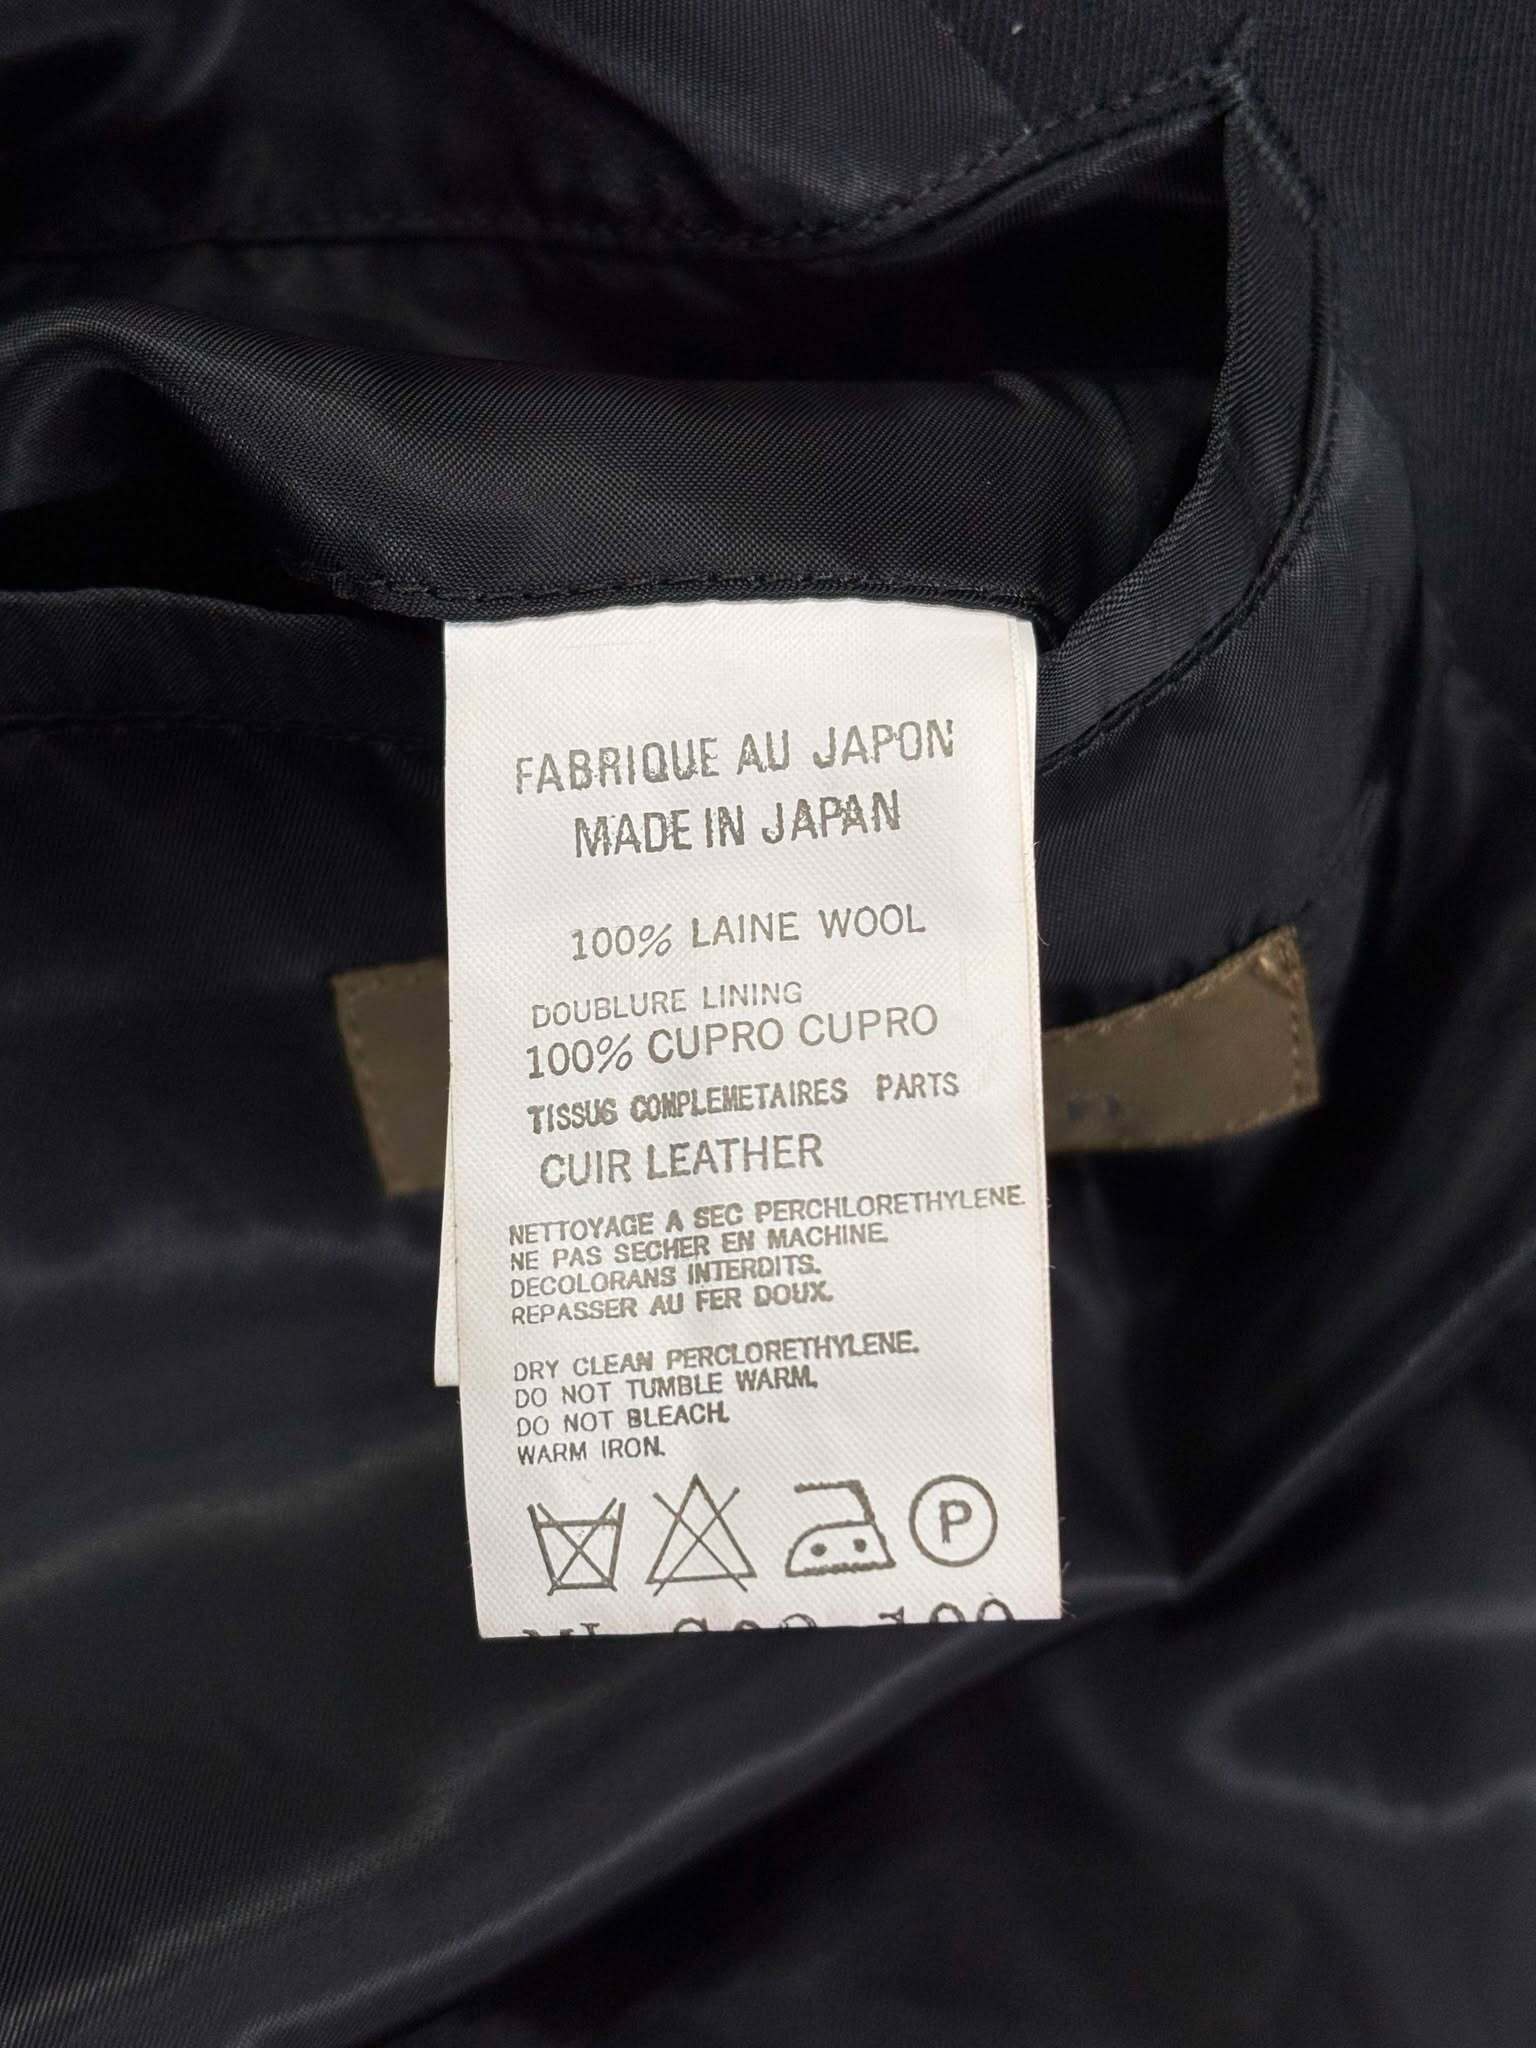 FABRIQUE AU JAPON
MADE IN JAPAN
100% LAINE WOOL
DOUBLURE LINING
100% CUPRO CUPRO
TISSUS COMPLEMETAIRES PARTS
CUIR LEATHER
NETTOYAGE A SEC PERCHLORETHYLENE.
NE PAS SECHER EN MACHINE.
DECOLORANS INTERDITS.
REPASSER AU FER DOUX.
DRY CLEAN PERCLORETHYLENE.
DO NOT TUMBLE WARM.
DO NOT BLEACH.
WARM IRON.
P